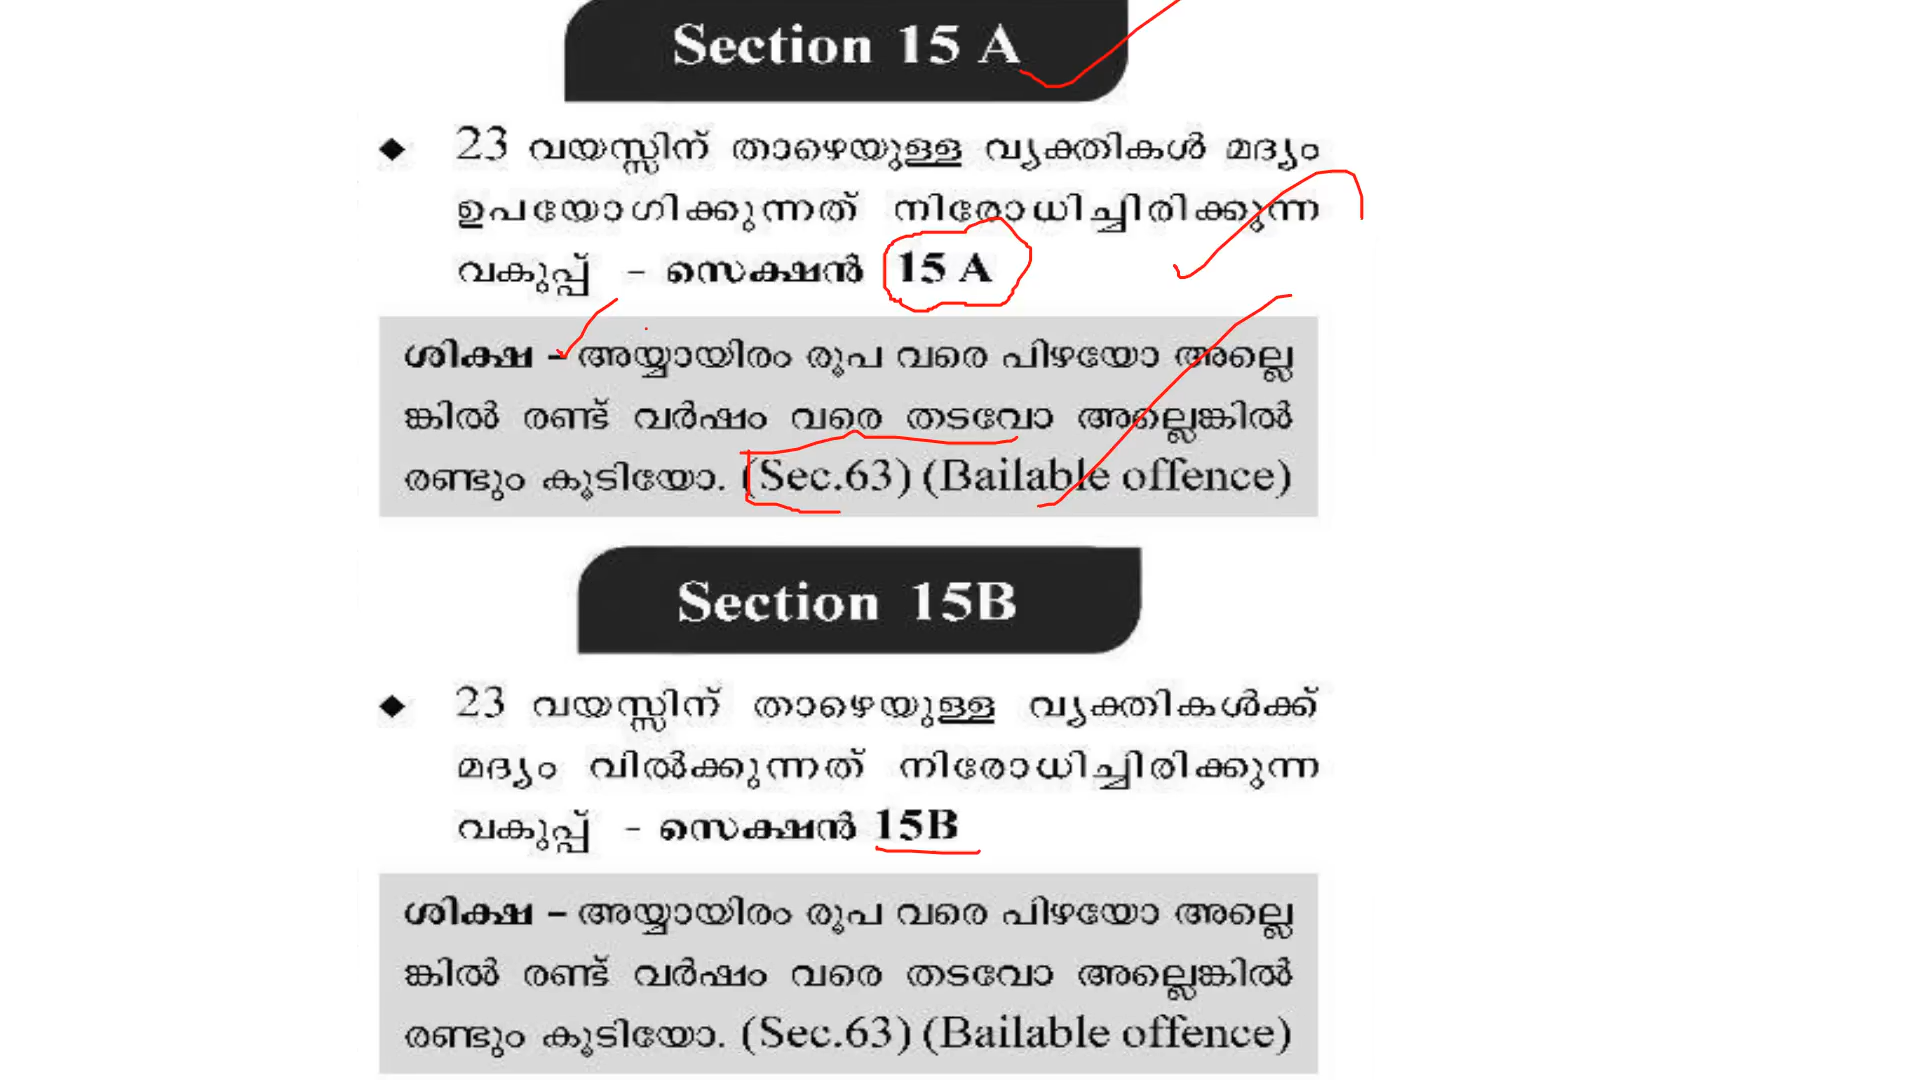 Section 15 A
◆ 23 വയസ്സിന് താഴെയുള്ള വ്യക്തികൾ മദ്യം
ഉപയോഗിക്കുന്നത് നിരോധിച്ചിരിക്കുന്ന
വകുപ്പ് - സെക്ഷൻ 15 A
ശിക്ഷ – അയ്യായിരം രൂപ വരെ പിഴയോ അല്ലെ
ങ്കിൽ രണ്ട് വർഷം വരെ തടവോ അല്ലെങ്കിൽ
രണ്ടും കൂടിയോ. (Sec.63) (Bailable offence)
Section 15B
◆ 23 വയസ്സിന് താഴെയുള്ള വ്യക്തികൾക്ക്
മദ്യം വിൽക്കുന്നത് നിരോധിച്ചിരിക്കുന്ന
വകുപ്പ് - സെക്ഷൻ 15B
ശിക്ഷ – അയ്യായിരം രൂപ വരെ പിഴയോ അല്ലെ
ങ്കിൽ രണ്ട് വർഷം വരെ തടവോ അല്ലെങ്കിൽ
രണ്ടും കൂടിയോ. (Sec.63) (Bailable offence)